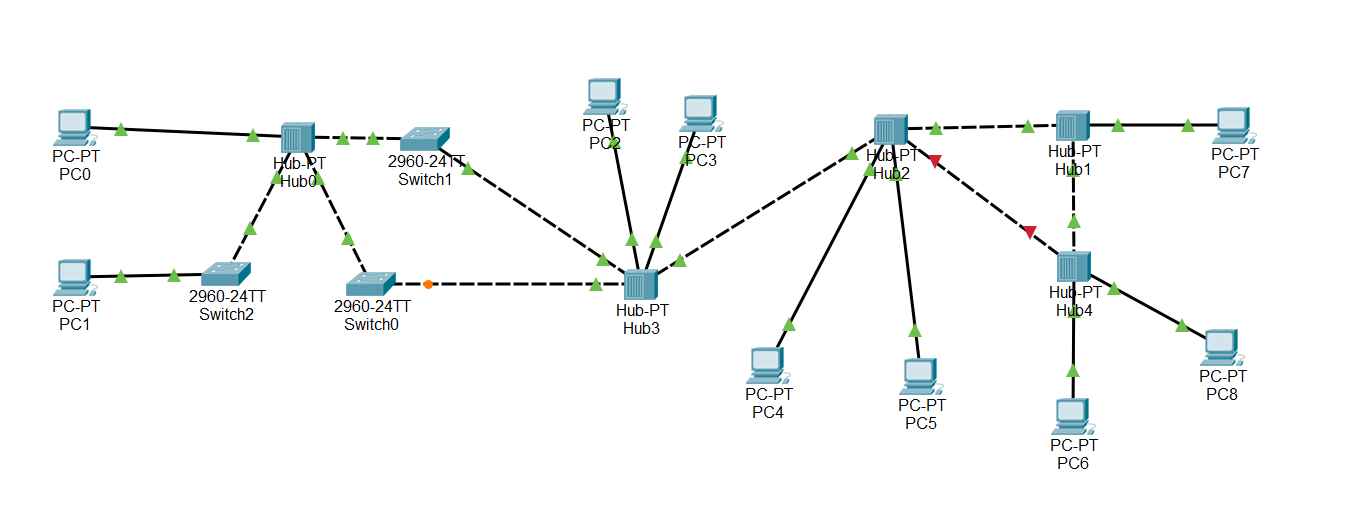 PC-PT
PC0
Hub-PT
Hub0
2960-24TT
Switch1
PC-PT
PC2
PC-PT
PC3
Hub-PT
Hub2
Hub-PT
Hub1
PC-PT
PC7
PC-PT
PC1
2960-24TT
Switch2
2960-24TT
Switch0
Hub-PT
Hub3
Hub-PT
Hub4
PC-PT
PC4
PC-PT
PC5
PC-PT
PC8
PC-PT
PC6